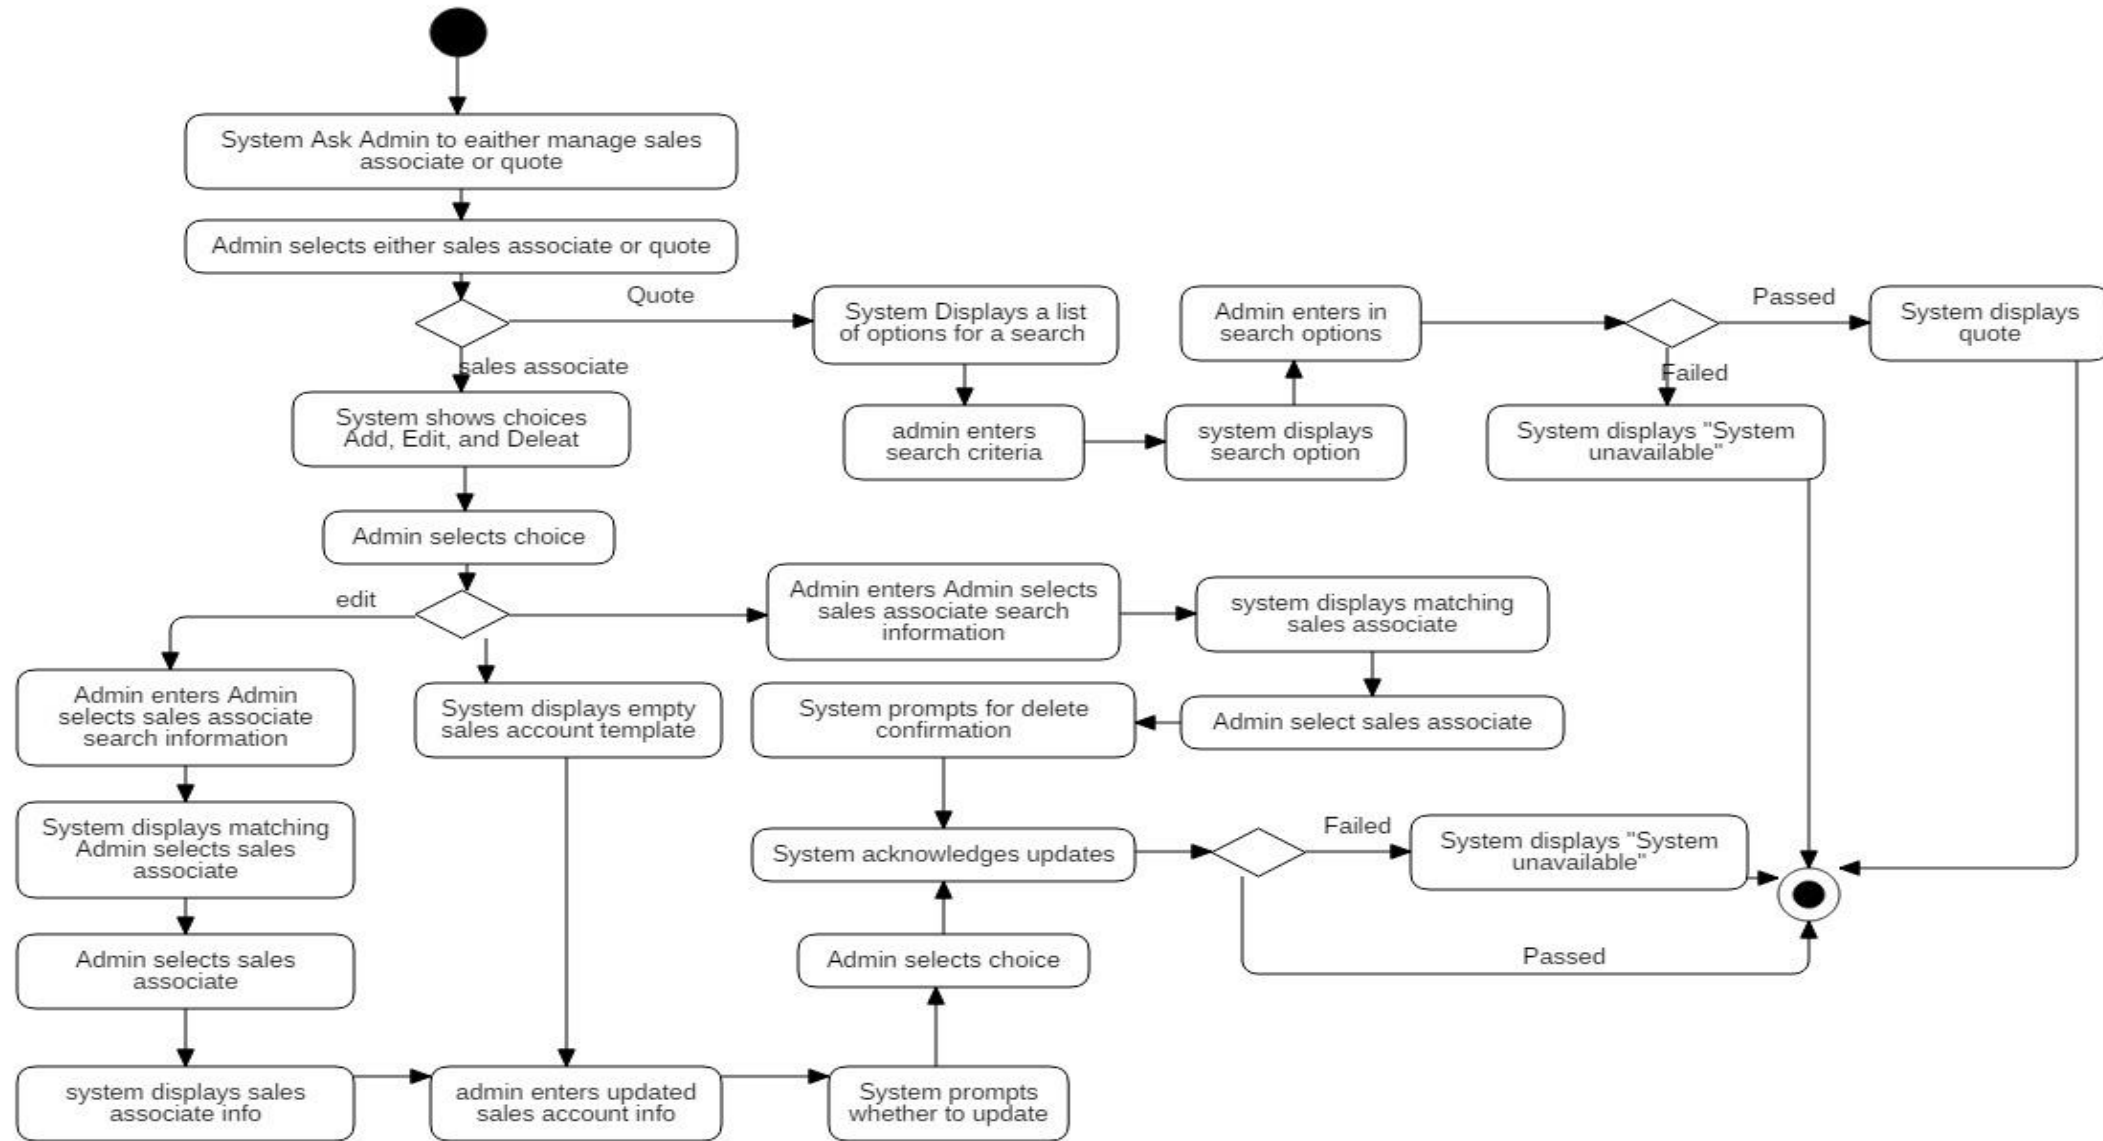 System Ask Admin to eaither manage sales
associate or quote
Admin selects either sales associate or quote
Quote
sales associate
System Displays a list
of options for a search
admin enters
search criteria
system displays
search option
Admin enters in
search options
Passed
Failed
System displays
quote
System displays "System
unavailable"
System shows choices
Add, Edit, and Deleat
Admin selects choice
edit
Admin enters Admin selects
sales associate search
information
system displays matching
sales associate
Admin select sales associate
System prompts for delete
confirmation
Admin enters Admin
selects sales associate
search information
System displays empty
sales account template
System displays matching
Admin selects sales
associate
Admin selects sales
associate
system displays sales
associate info
admin enters updated
sales account info
System prompts
whether to update
Admin selects choice
System acknowledges updates
Failed
System displays "System
unavailable"
Passed